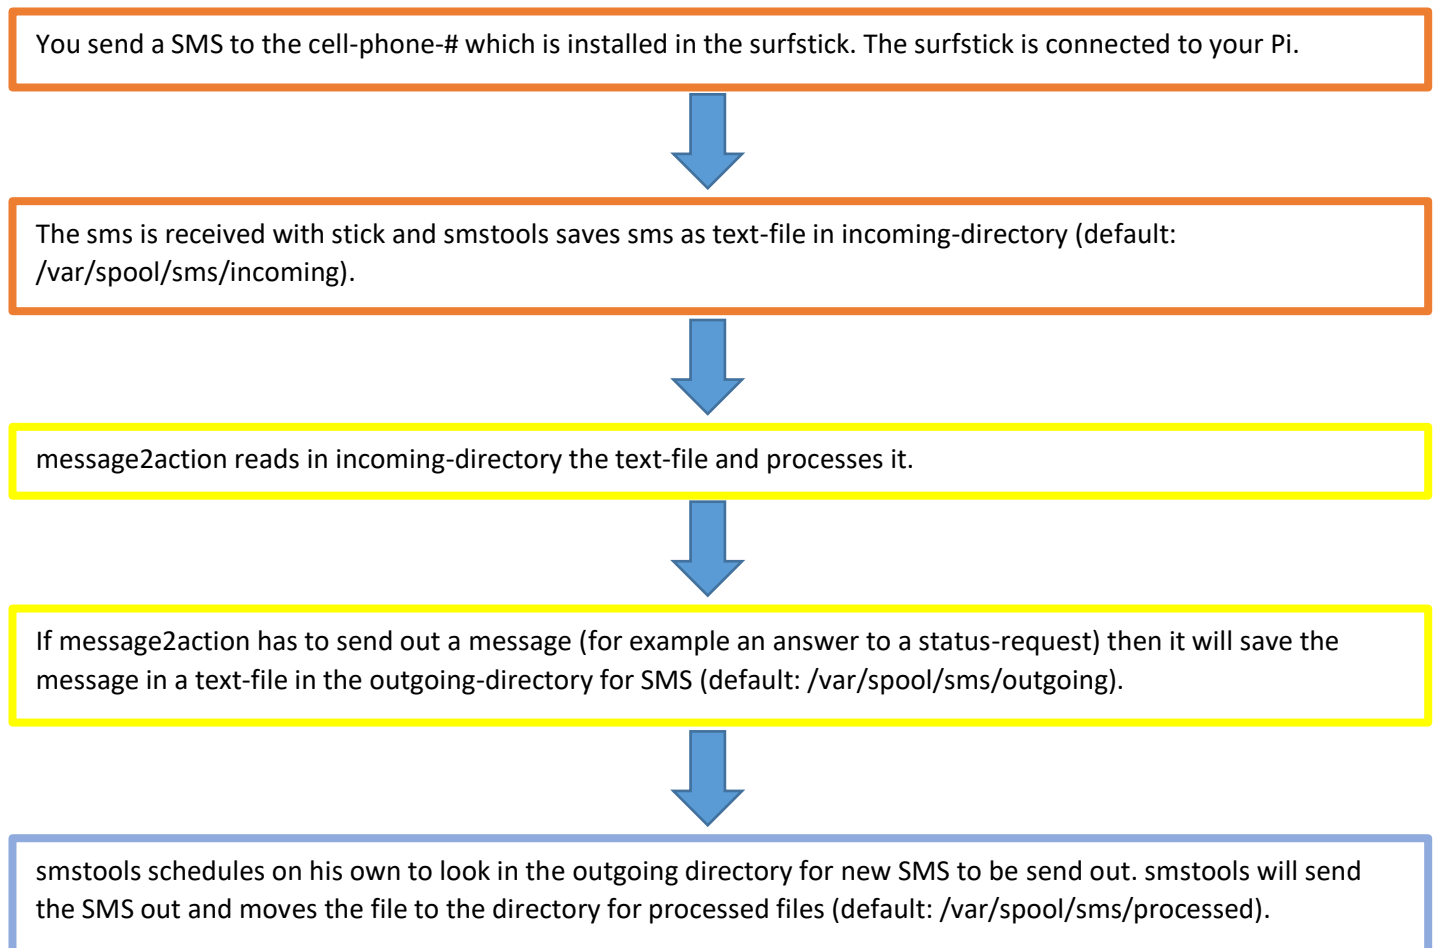 You send a SMS to the cell-phone-# which is installed in the surfstick. The surfstick is connected to your Pi.
The sms is received with stick and smstools saves sms as text-file in incoming-directory (default:
/var/spool/sms/incoming).
message2action reads in incoming-directory the text-file and processes it.
If message2action has to send out a message (for example an answer to a status-request) then it will save the
message in a text-file in the outgoing-directory for SMS (default: /var/spool/sms/outgoing).
smstools schedules on his own to look in the outgoing directory for new SMS to be send out. smstools will send
the SMS out and moves the file to the directory for processed files (default: /var/spool/sms/processed).